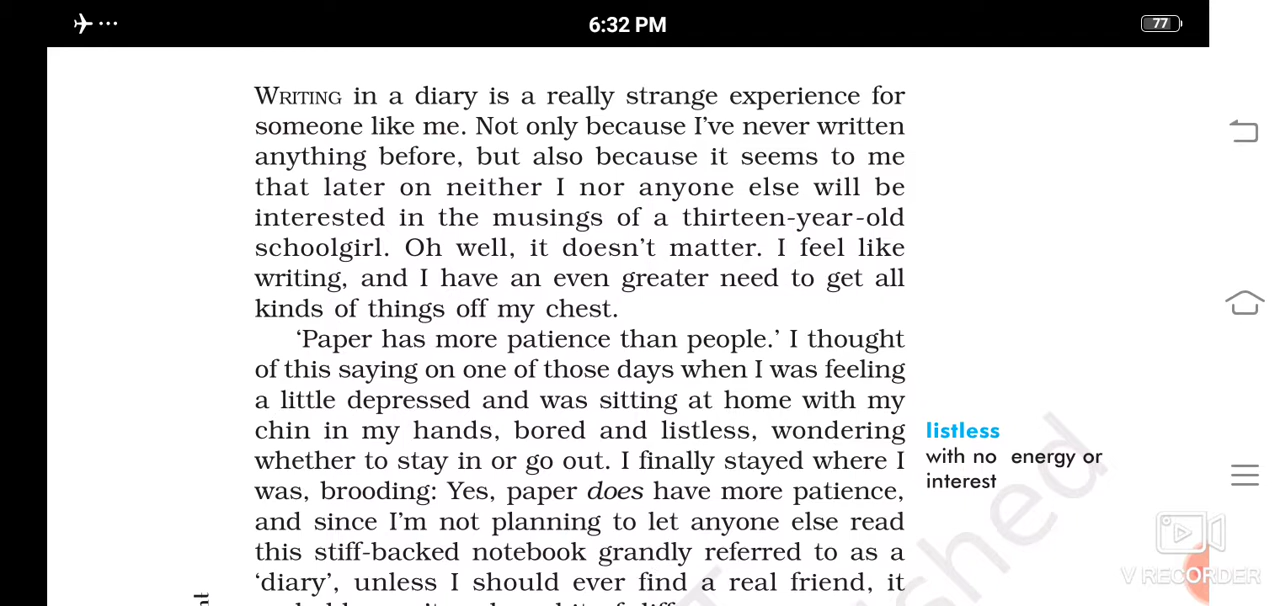 6:32 PM
77
WRITING in a diary is a really strange experience for
someone like me. Not only because I've never written
anything before, but also because it seems to me
that later on neither I nor anyone else will be
interested in the musings of a thirteen-year-old
schoolgirl. Oh well, it doesn't matter. I feel like
writing, and I have an even greater need to get all
kinds of things off my chest.
'Paper has more patience than people.' I thought
of this saying on one of those days when I was feeling
a little depressed and was sitting at home with my
chin in my hands, bored and listless, wondering
whether to stay in or go out. I finally stayed where I
was, brooding: Yes, paper does have more patience,
and since I'm not planning to let anyone else read
this stiff-backed notebook grandly referred to as a
'diary', unless I should ever find a real friend, it
listless
with no energy or
interest
V RECORDER